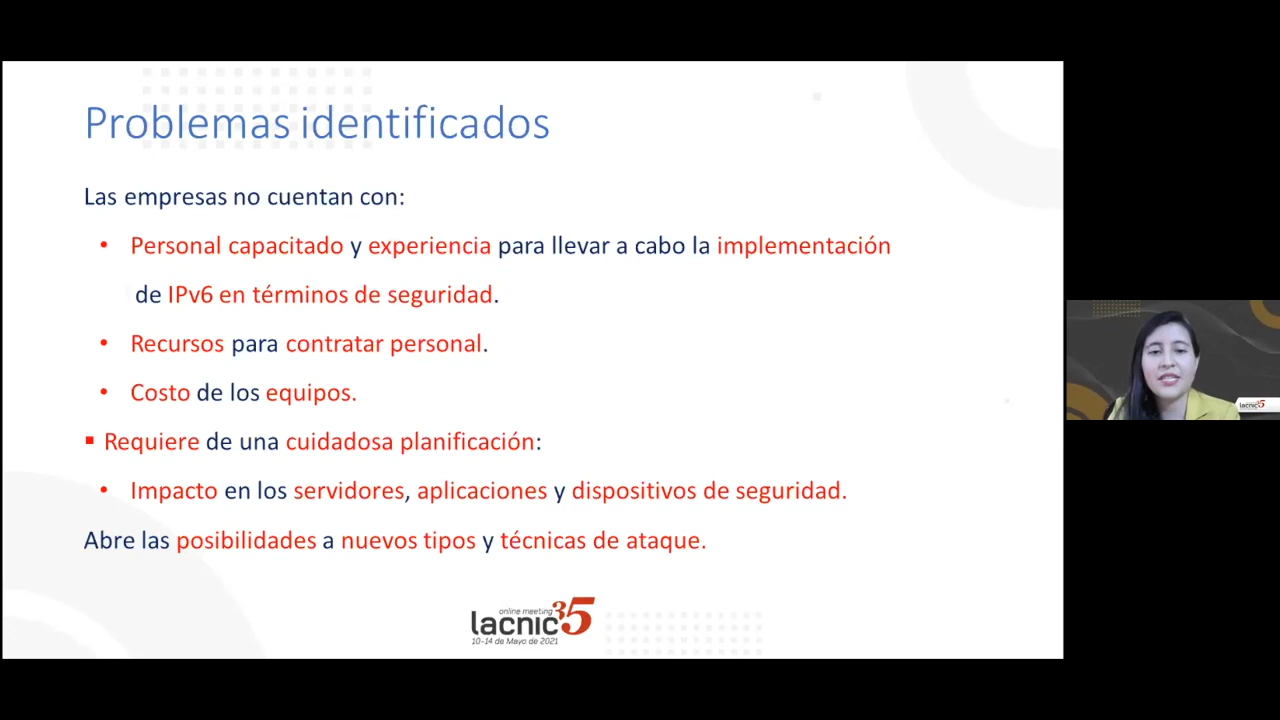 Problemas identificados
Las empresas no cuentan con:
• Personal capacitado y experiencia para llevar a cabo la implementación
de IPv6 en términos de seguridad.
• Recursos para contratar personal.
• Costo de los equipos.
▪ Requiere de una cuidadosa planificación:
• Impacto en los servidores, aplicaciones y dispositivos de seguridad.
Abre las posibilidades a nuevos tipos y técnicas de ataque.
online meeting
lacnic35
10-14 de Mayo de 2021
lacnic35